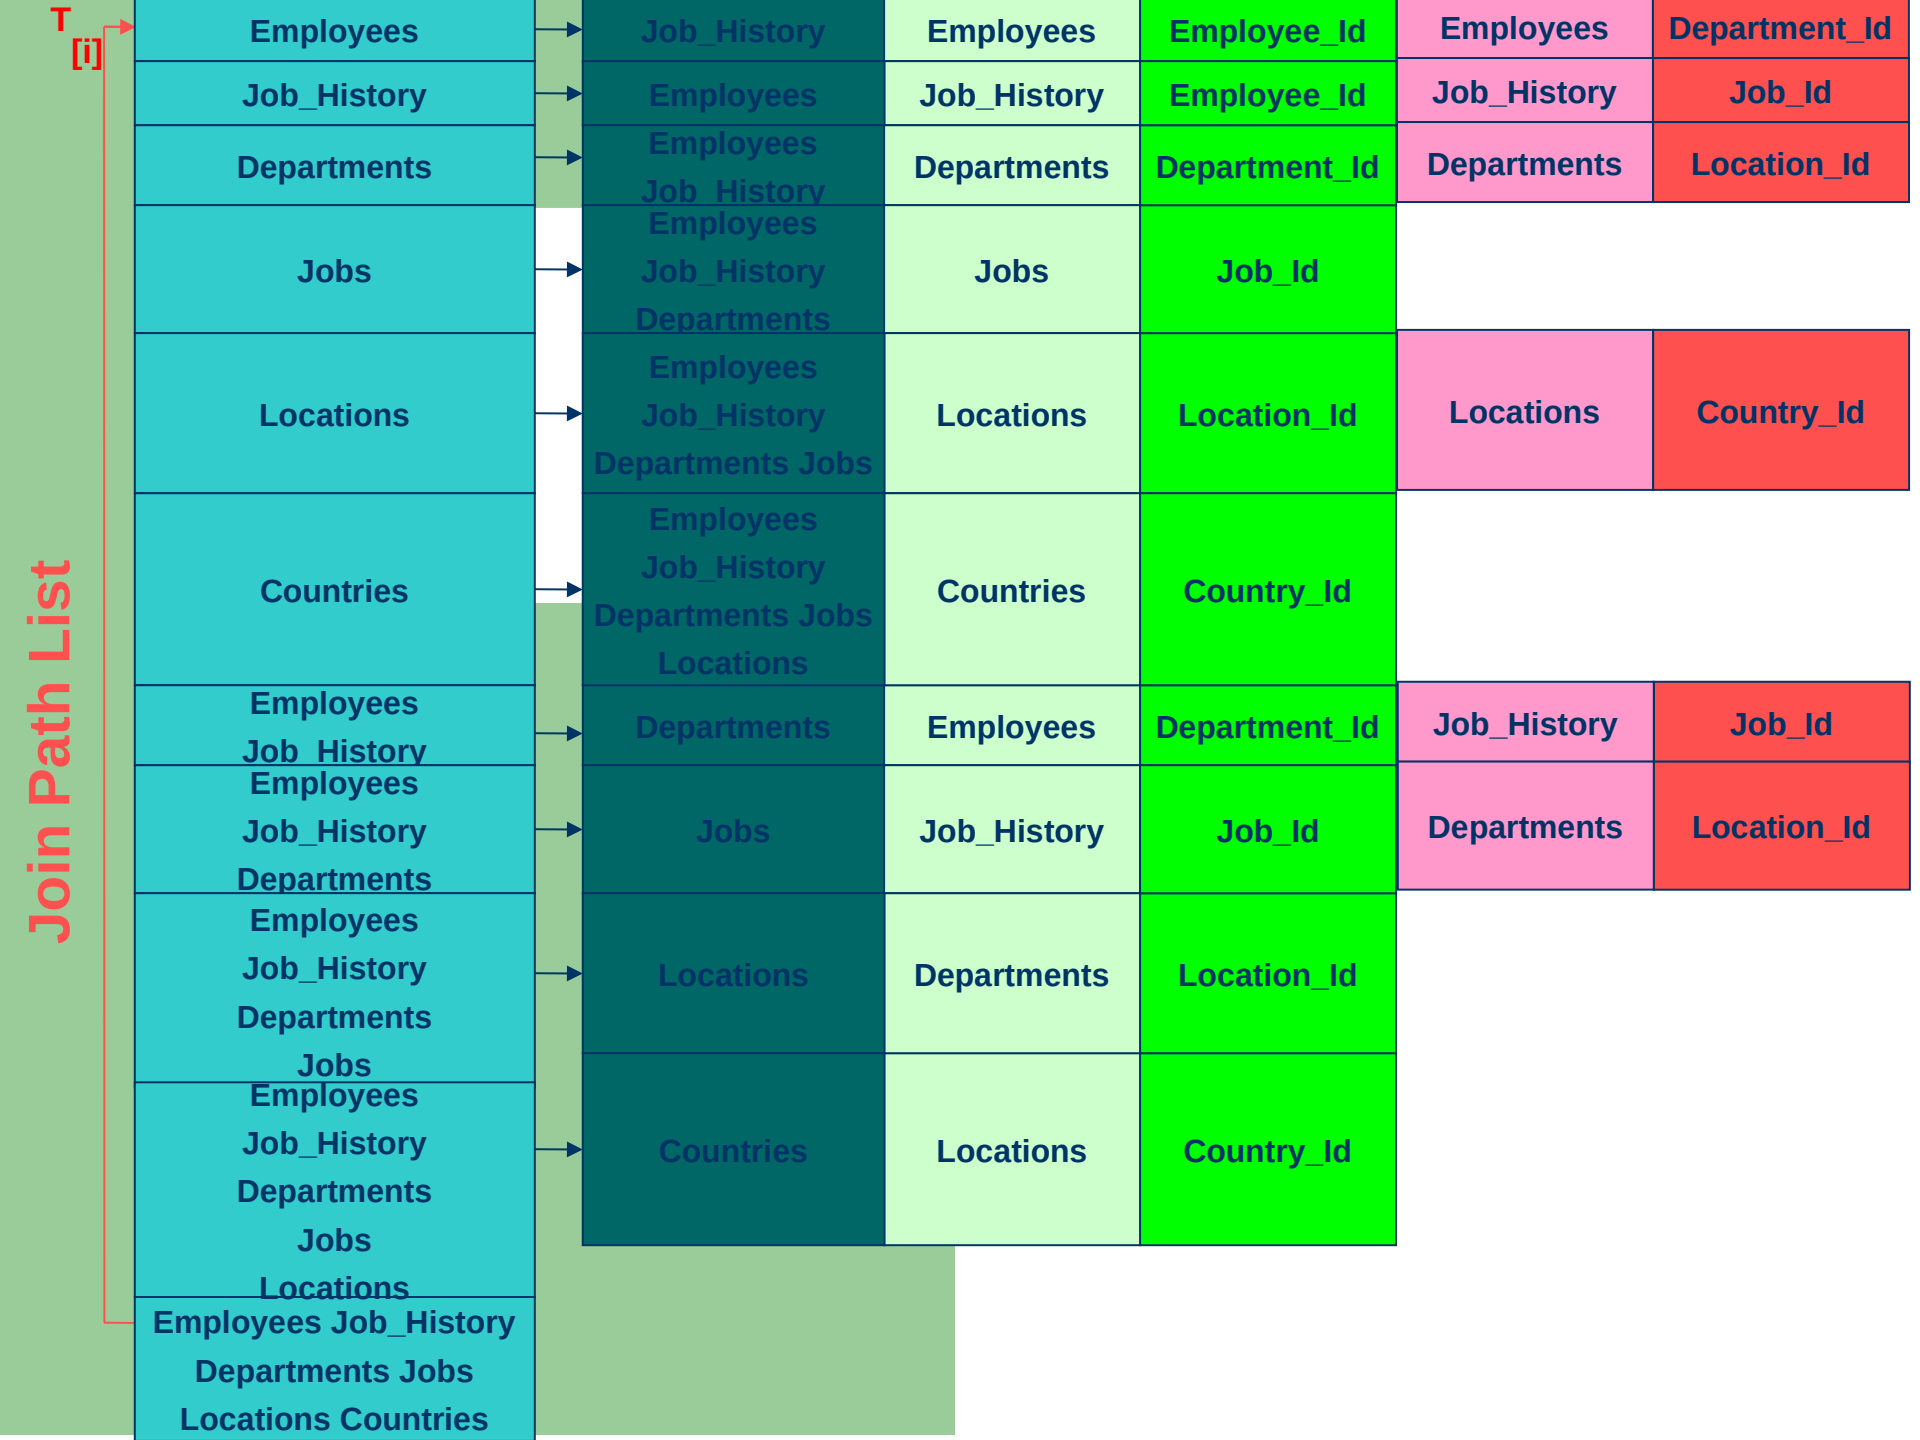 T
[i]
Join Path List
Employees
Job_History
Employees
Employee_Id
Employees
Department_Id
Job_History
Employees
Job_History
Employee_Id
Job_History
Job_Id
Departments
Employees
Job_History
Departments
Department_Id
Departments
Location_Id
Jobs
Employees
Job_History
Departments
Jobs
Job_Id
Locations
Employees
Job_History
Departments Jobs
Locations
Location_Id
Locations
Country_Id
Countries
Employees
Job_History
Departments Jobs
Locations
Countries
Country_Id
Employees
Job_History
Departments
Employees
Department_Id
Job_History
Job_Id
Employees
Job_History
Departments
Jobs
Job_History
Job_Id
Departments
Location_Id
Employees
Job_History
Departments
Jobs
Locations
Departments
Location_Id
Employees
Job_History
Departments
Jobs
Locations
Countries
Locations
Country_Id
Employees Job_History
Departments Jobs
Locations Countries